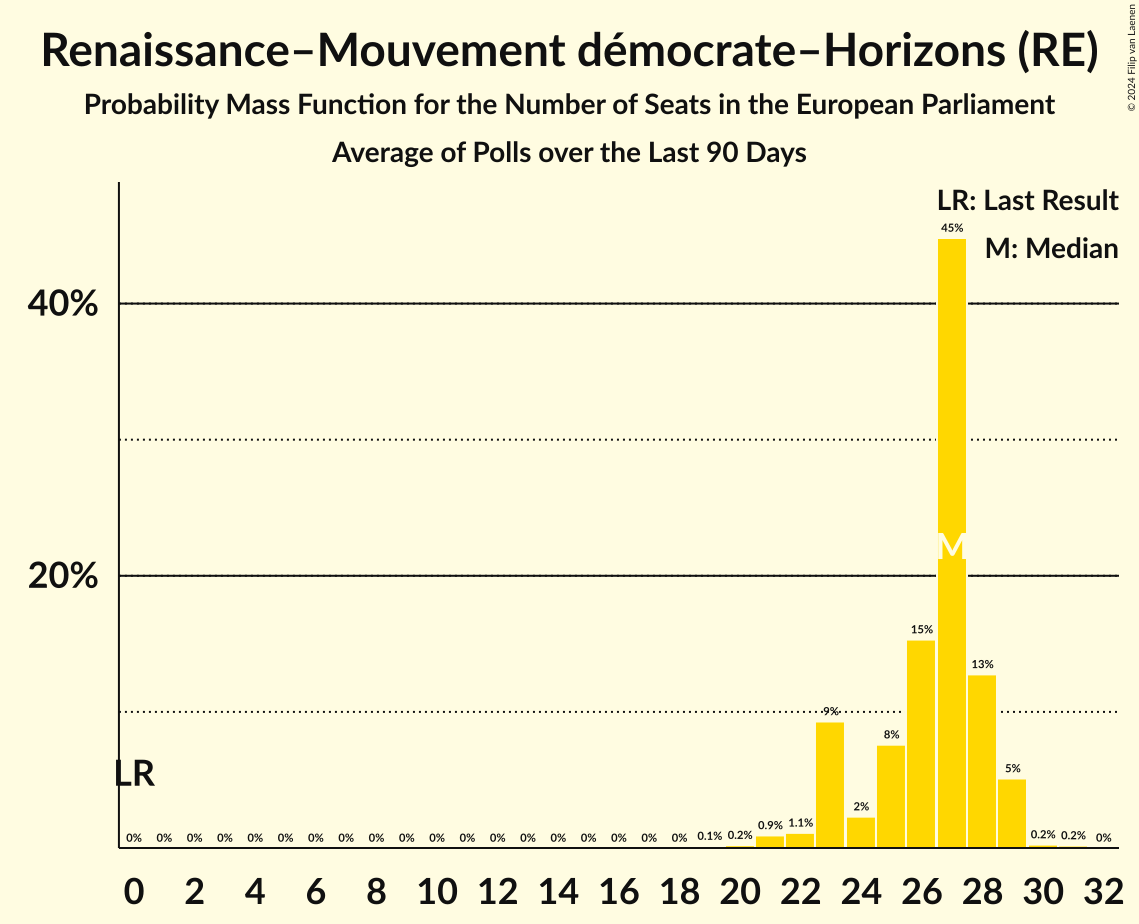 Renaissance–Mouvement démocrate–Horizons (RE)
Probability Mass Function for the Number of Seats in the European Parliament
Average of Polls over the Last 90 Days
© 2024 Filip van Laenen
LR: Last Result
M: Median
45%
40%
M
20%
15%
13%
9%
8%
5%
2%
LR
0% 0% 0% 0% 0% 0% 0% 0% 0% 0% 0% 0% 0% 0% 0% 0% 0% 0% 0% 0.1% 0.2% 0.9% 1.1% 0.2% 0.2% 0%
0 2 4 6 8 10 12 14 16 18 20 22 24 26 28 30 32